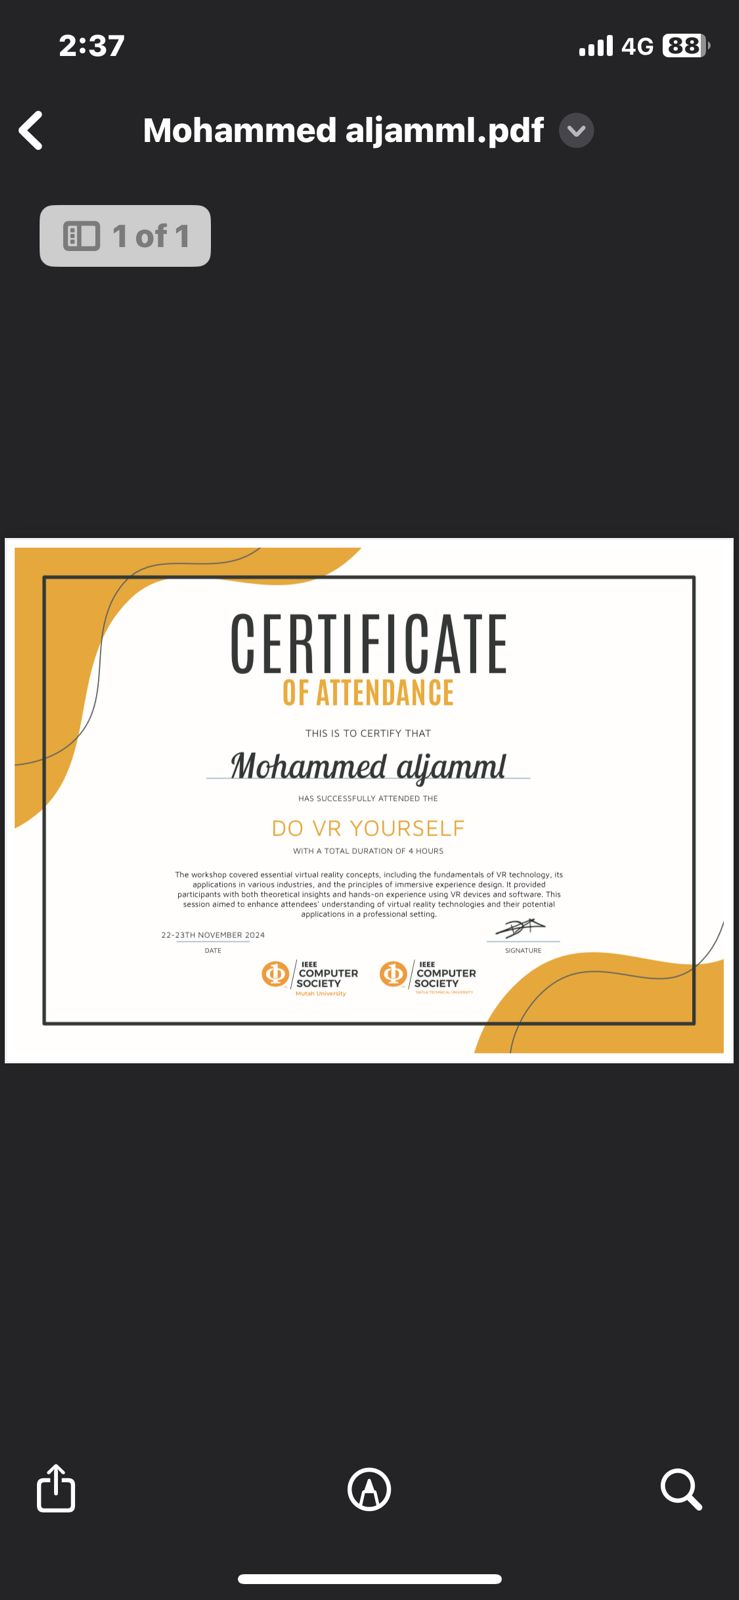 2:37
4G 88
Mohammed aljamml.pdf
1 of 1
CERTIFICATE
OF ATTENDANCE
THIS IS TO CERTIFY THAT
Mohammed aljamml
HAS SUCCESSFULLY ATTENDED THE
DO VR YOURSELF
WITH A TOTAL DURATION OF 4 HOURS
The workshop covered essential virtual reality concepts, including the fundamentals of VR technology, its
applications in various industries, and the principles of immersive experience design. It provided
participants with both theoretical insights and hands-on experience using VR devices and software. This
session aimed to enhance attendees' understanding of virtual reality technologies and their potential
applications in a professional setting.
22-23TH NOVEMBER 2024
DATE
SIGNATURE
IEEE
COMPUTER
SOCIETY
Mutah University
IEEE
COMPUTER
SOCIETY
TECHNICAL UNIVERSITY